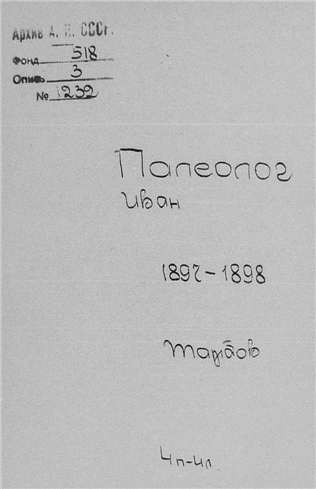 Архив А. Н. СССР.
Фонд 518
Опись 3
№ 1232
Палеолог
Иван
1897-1898
Тамбов
4п-4л.